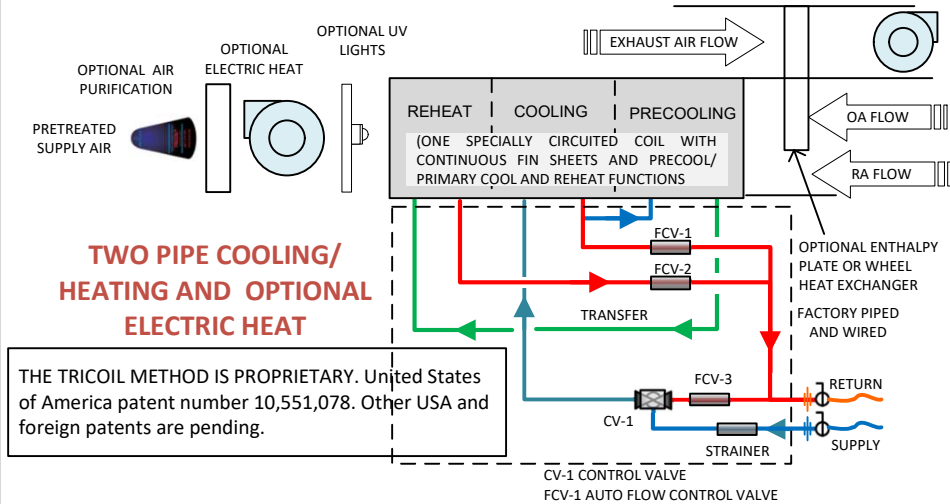 EXHAUST AIR FLOW
OPTIONAL UV
LIGHTS
OPTIONAL
ELECTRIC HEAT
OPTIONAL AIR
PURIFICATION
PRETREATED
SUPPLY AIR
REHEAT
COOLING
PRECOOLING
(ONE SPECIALLY CIRCUITED COIL WITH
CONTINUOUS FIN SHEETS AND PRECOOL/
PRIMARY COOL AND REHEAT FUNCTIONS
OA FLOW
RA FLOW
OPTIONAL ENTHALPY
PLATE OR WHEEL
HEAT EXCHANGER
FACTORY PIPED
AND WIRED
FCV-1
FCV-2
TRANSFER
TWO PIPE COOLING/
HEATING AND OPTIONAL
ELECTRIC HEAT
THE TRICOIL METHOD IS PROPRIETARY. United States
of America patent number 10,551,078. Other USA and
foreign patents are pending.
FCV-3
CV-1
RETURN
SUPPLY
STRAINER
CV-1 CONTROL VALVE
FCV-1 AUTO FLOW CONTROL VALVE